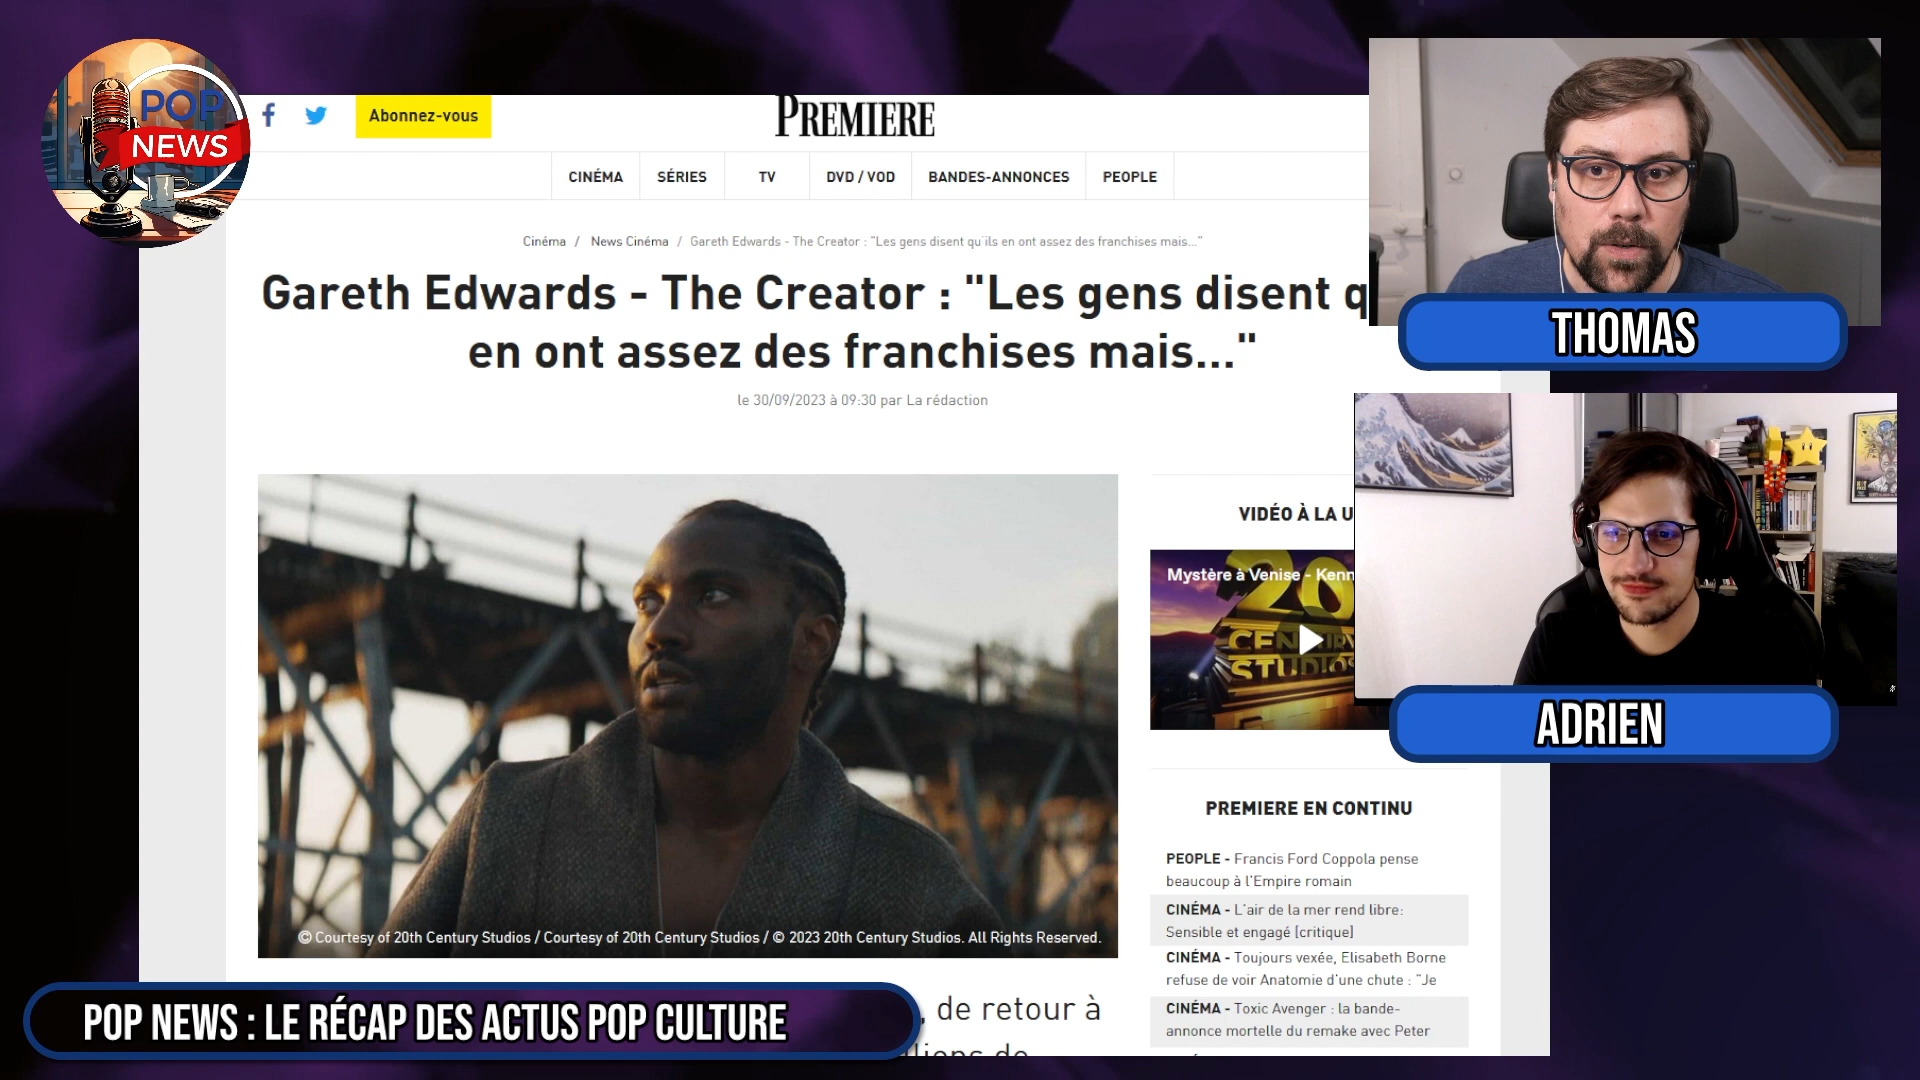 POP
NEWS
Abonnez-vous
PREMIERE
CINÉMA
SÉRIES
TV
DVD / VOD
BANDES-ANNONCES
PEOPLE
Cinéma / News Cinéma / Gareth Edwards - The Creator : "Les gens disent qu'ils en ont assez des franchises mais..."
Gareth Edwards - The Creator : "Les gens disent q
en ont assez des franchises mais..."
le 30/09/2023 à 09:30 par La rédaction
© Courtesy of 20th Century Studios / Courtesy of 20th Century Studios / © 2023 20th Century Studios. All Rights Reserved.
, de retour à
VIDÉO À LA U
Mystère à Venise - Kenn
20
CENTURY
STUDIOS
PREMIERE EN CONTINU
PEOPLE - Francis Ford Coppola pense
beaucoup à l'Empire romain
CINÉMA - L'air de la mer rend libre:
Sensible et engagé [critique]
CINÉMA - Toujours vexée, Elisabeth Borne
refuse de voir Anatomie d'une chute : "Je
CINÉMA - Toxic Avenger : la bande-
annonce mortelle du remake avec Peter
THOMAS
ADRIEN
POP NEWS : LE RÉCAP DES ACTUS POP CULTURE